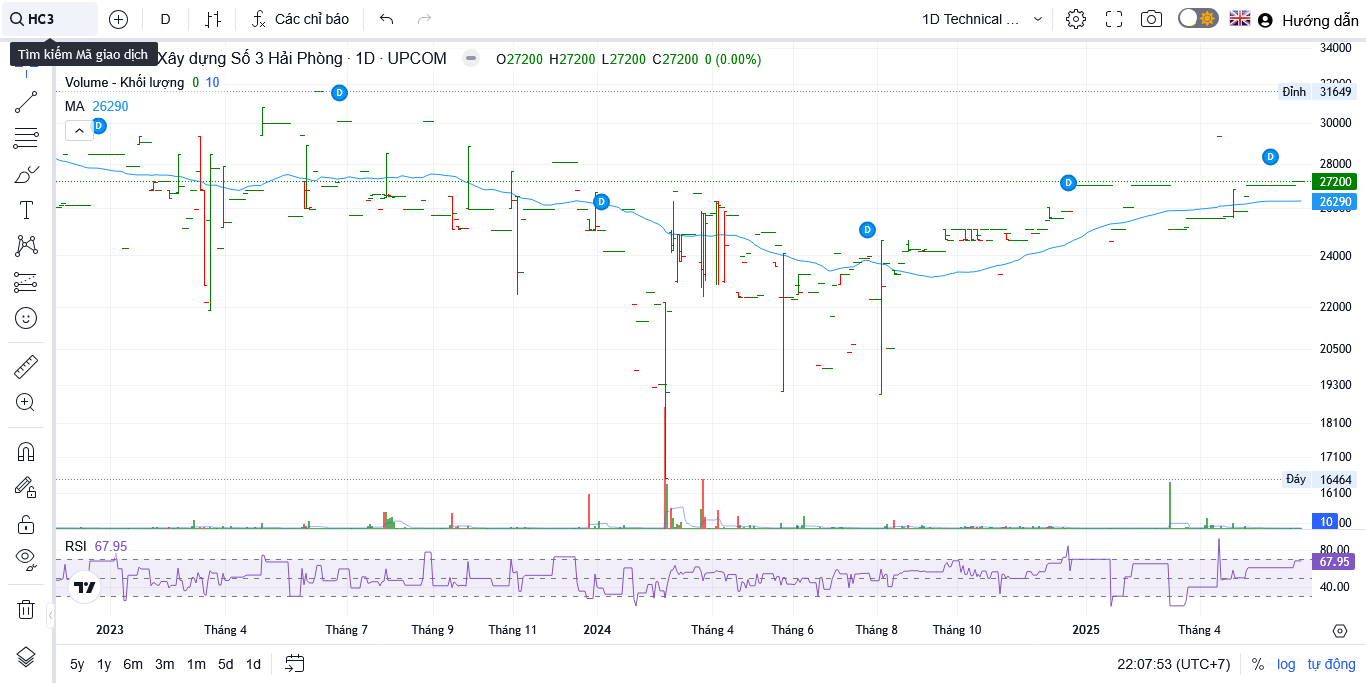 HC3
D
Các chỉ báo
1D Technical ...
Hướng dẫn
Tìm kiếm Mã giao dịch
Xây dựng Số 3 Hải Phòng · 1D · UPCOM
O27200 H27200 L27200 C27200 0 (0.00%)
Volume - Khối lượng 0 10
MA 26290
D
D
D
D
D
D
34000
32000
Đỉnh 31649
30000
28000
27200
26290
24000
22000
20500
19300
18100
17100
Đáy 16464
16100
10
00
RSI 67.95
80.00
67.95
40.00
2023 Tháng 4 Tháng 7 Tháng 9 Tháng 11 2024 Tháng 4 Tháng 6 Tháng 8 Tháng 10 2025 Tháng 4
5y 1y 6m 3m 1m 5d 1d
22:07:53 (UTC+7) % log tự động